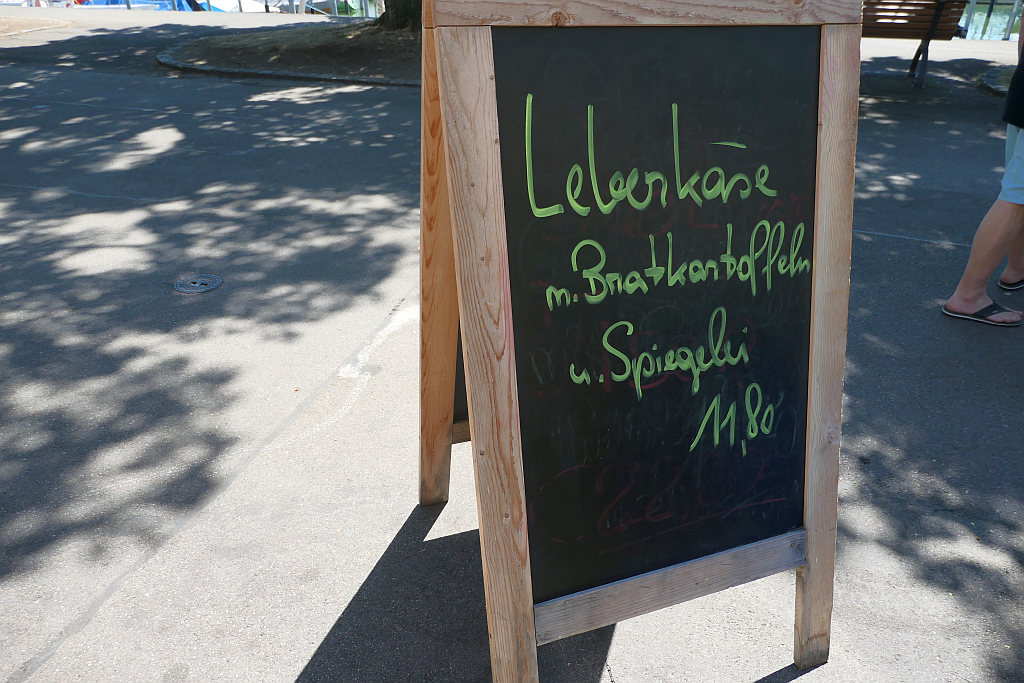 Leberkäse
m. Bratkartoffeln
u. Spiegelei
11,80